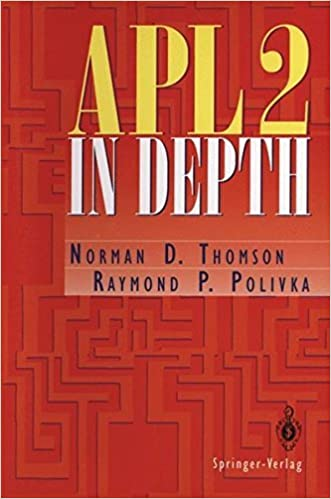 APL2
IN DEPTH
NORMAN D. THOMSON
RAYMOND P. POLIVKA
Springer-Verlag